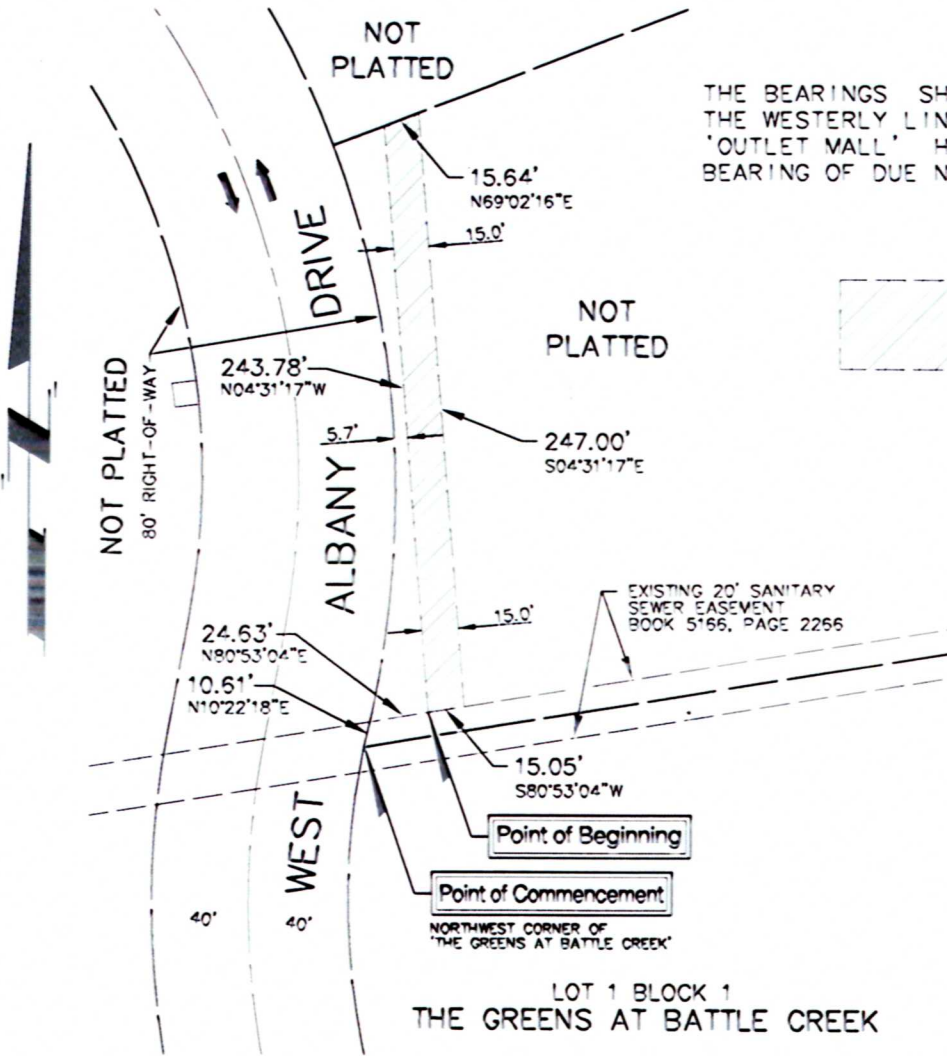 NOT
PLATTED
THE BEARINGS SH
THE WESTERLY LIN
'OUTLET MALL' H
BEARING OF DUE N
15.64'
N69°02'16"E
15.0'
DRIVE
NOT
PLATTED
NOT PLATTED
80' RIGHT-OF-WAY
243.78'
N04°31'17"W
5.7'
247.00'
S04°31'17"E
ALBANY
15.0'
EXISTING 20' SANITARY
SEWER EASEMENT
BOOK 5166, PAGE 2266
24.63'
N80°53'04"E
10.61'
N10°22'18"E
15.05'
S80°53'04"W
WEST
Point of Beginning
Point of Commencement
40'
40'
NORTHWEST CORNER OF
'THE GREENS AT BATTLE CREEK'
LOT 1 BLOCK 1
THE GREENS AT BATTLE CREEK